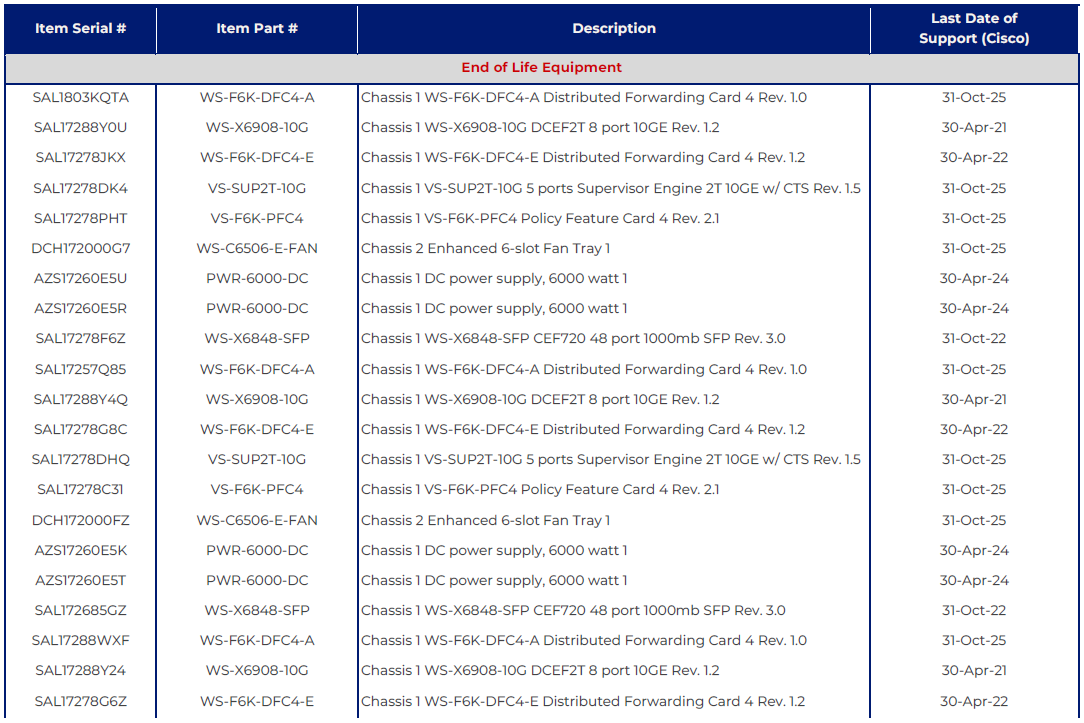 Item Serial # Item Part # Description Last Date of Support (Cisco)
End of Life Equipment
SAL1803KQTA WS-F6K-DFC4-A Chassis 1 WS-F6K-DFC4-A Distributed Forwarding Card 4 Rev. 1.0 31-Oct-25
SAL17288Y0U WS-X6908-10G Chassis 1 WS-X6908-10G DCEF2T 8 port 10GE Rev. 1.2 30-Apr-21
SAL17278JKX WS-F6K-DFC4-E Chassis 1 WS-F6K-DFC4-E Distributed Forwarding Card 4 Rev. 1.2 30-Apr-22
SAL17278DK4 VS-SUP2T-10G Chassis 1 VS-SUP2T-10G 5 ports Supervisor Engine 2T 10GE w/ CTS Rev. 1.5 31-Oct-25
SAL17278PHT VS-F6K-PFC4 Chassis 1 VS-F6K-PFC4 Policy Feature Card 4 Rev. 2.1 31-Oct-25
DCH172000G7 WS-C6506-E-FAN Chassis 2 Enhanced 6-slot Fan Tray 1 31-Oct-25
AZS17260E5U PWR-6000-DC Chassis 1 DC power supply, 6000 watt 1 30-Apr-24
AZS17260E5R PWR-6000-DC Chassis 1 DC power supply, 6000 watt 1 30-Apr-24
SAL17278F6Z WS-X6848-SFP Chassis 1 WS-X6848-SFP CEF720 48 port 1000mb SFP Rev. 3.0 31-Oct-22
SAL17257Q85 WS-F6K-DFC4-A Chassis 1 WS-F6K-DFC4-A Distributed Forwarding Card 4 Rev. 1.0 31-Oct-25
SAL17288Y4Q WS-X6908-10G Chassis 1 WS-X6908-10G DCEF2T 8 port 10GE Rev. 1.2 30-Apr-21
SAL17278G8C WS-F6K-DFC4-E Chassis 1 WS-F6K-DFC4-E Distributed Forwarding Card 4 Rev. 1.2 30-Apr-22
SAL17278DHQ VS-SUP2T-10G Chassis 1 VS-SUP2T-10G 5 ports Supervisor Engine 2T 10GE w/ CTS Rev. 1.5 31-Oct-25
SAL17278C31 VS-F6K-PFC4 Chassis 1 VS-F6K-PFC4 Policy Feature Card 4 Rev. 2.1 31-Oct-25
DCH172000FZ WS-C6506-E-FAN Chassis 2 Enhanced 6-slot Fan Tray 1 31-Oct-25
AZS17260E5K PWR-6000-DC Chassis 1 DC power supply, 6000 watt 1 30-Apr-24
AZS17260E5T PWR-6000-DC Chassis 1 DC power supply, 6000 watt 1 30-Apr-24
SAL172685GZ WS-X6848-SFP Chassis 1 WS-X6848-SFP CEF720 48 port 1000mb SFP Rev. 3.0 31-Oct-22
SAL17288WXF WS-F6K-DFC4-A Chassis 1 WS-F6K-DFC4-A Distributed Forwarding Card 4 Rev. 1.0 31-Oct-25
SAL17288Y24 WS-X6908-10G Chassis 1 WS-X6908-10G DCEF2T 8 port 10GE Rev. 1.2 30-Apr-21
SAL17278G6Z WS-F6K-DFC4-E Chassis 1 WS-F6K-DFC4-E Distributed Forwarding Card 4 Rev. 1.2 30-Apr-22